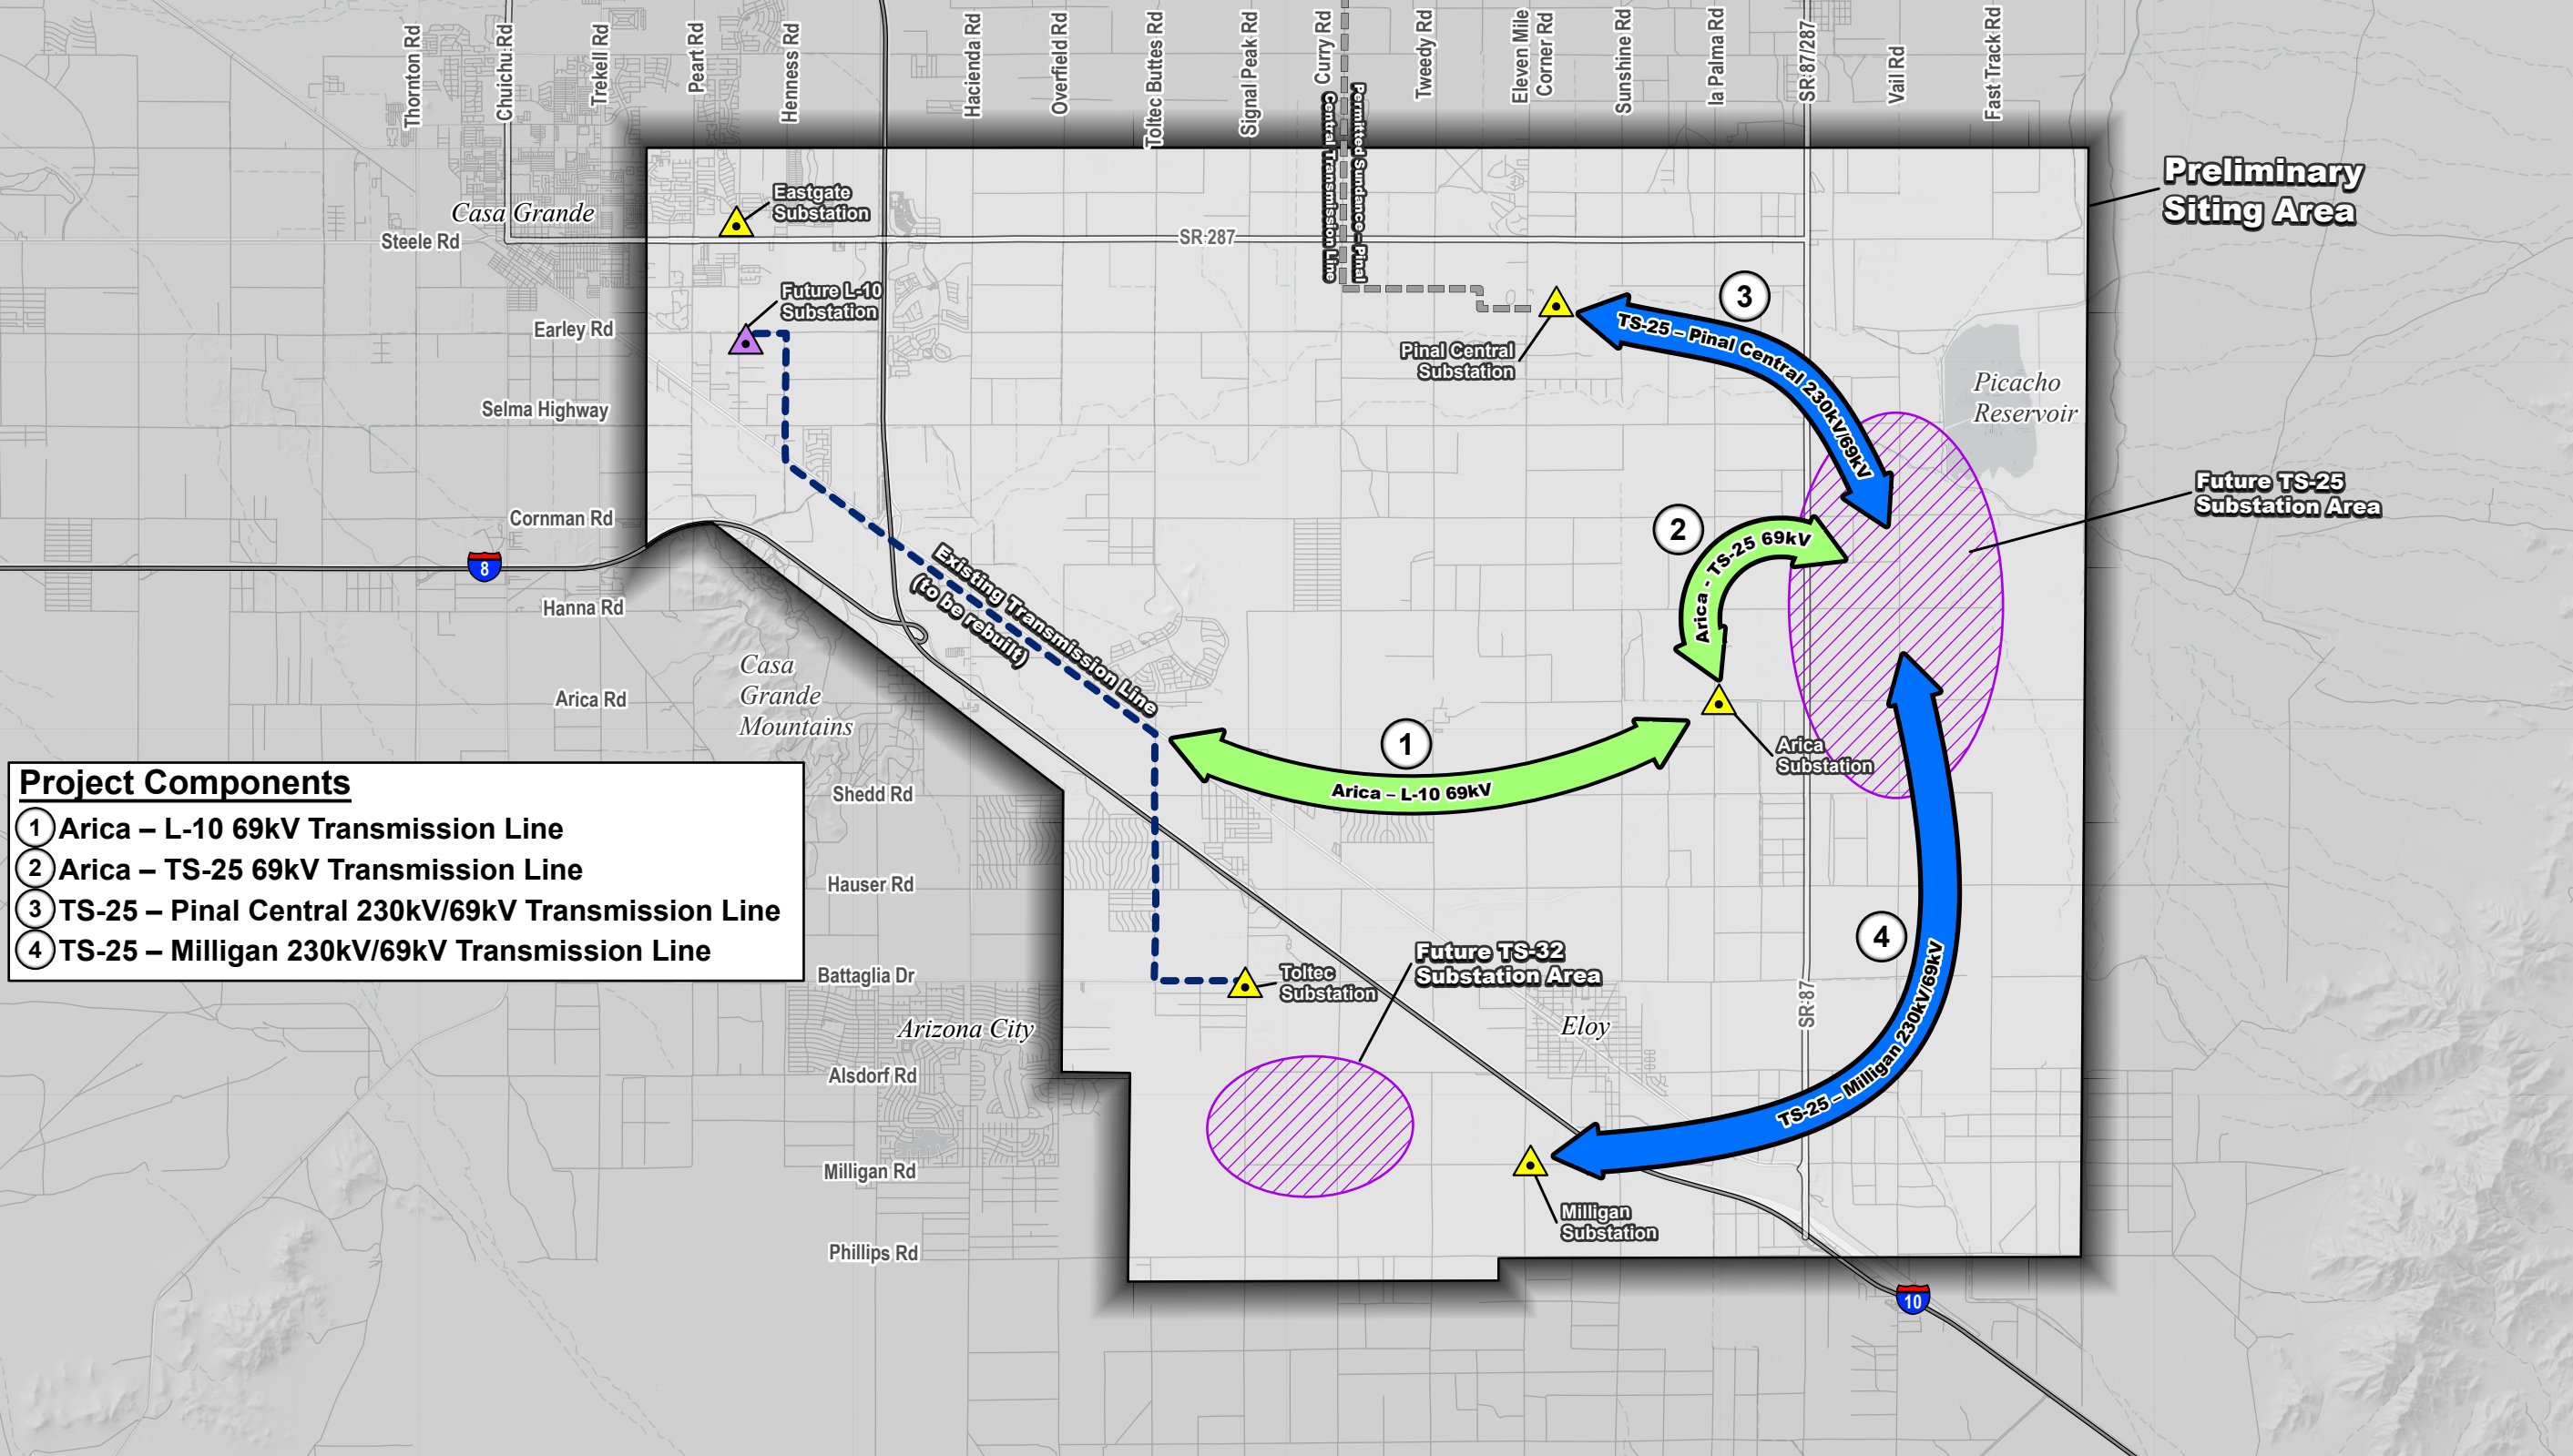 Thornton Rd
Chuichu Rd
Trekell Rd
Peart Rd
Henness Rd
Hacienda Rd
Overfield Rd
Toltec Buttes Rd
Signal Peak Rd
Curry Rd
Tweedy Rd
Eleven Mile
Corner Rd
Sunshine Rd
la Palma Rd
SR 87/287
Vail Rd
Fast Track Rd
Permitted Sundance – Pinal
Central Transmission Line
Preliminary
Siting Area
Eastgate
Substation
Casa Grande
Steele Rd
SR-287
Future L-10
Substation
3
TS-25 – Pinal Central 230kV/69kV
Earley Rd
Pinal Central
Substation
Picacho
Reservoir
Selma Highway
Future TS-25
Substation Area
Cornman Rd
2
Arica - TS-25 69kV
8
Existing Transmission Line
(to be rebuilt)
Hanna Rd
Casa
Grande
Mountains
Arica Rd
1
Arica – L-10 69kV
Arica
Substation
Project Components
1 Arica – L-10 69kV Transmission Line
2 Arica – TS-25 69kV Transmission Line
3 TS-25 – Pinal Central 230kV/69kV Transmission Line
4 TS-25 – Milligan 230kV/69kV Transmission Line
Shedd Rd
Hauser Rd
4
TS-25 – Milligan 230kV/69kV
Future TS-32
Substation Area
Battaglia Dr
Toltec
Substation
SR-87
Arizona City
Eloy
Alsdorf Rd
Milligan Rd
Milligan
Substation
Phillips Rd
10